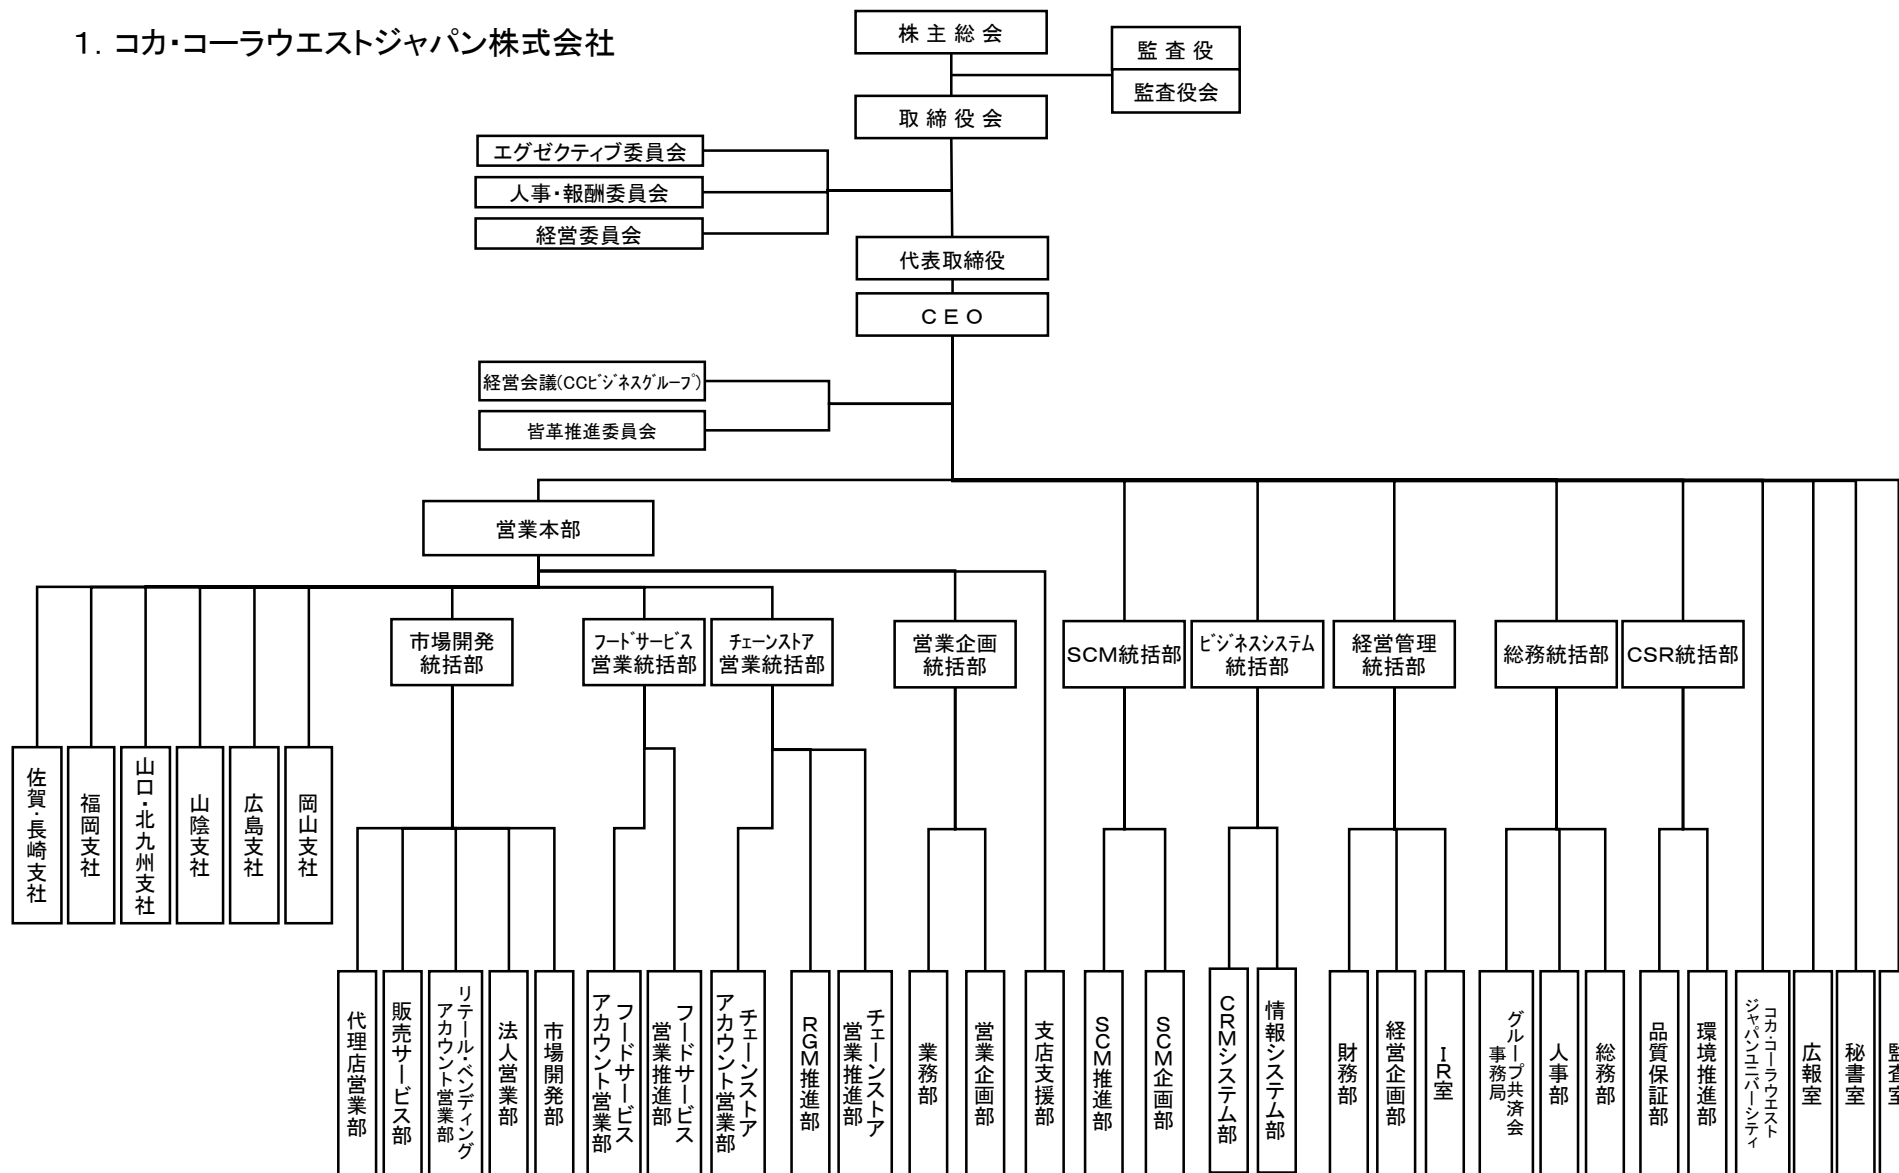 1. コカ・コーラウエストジャパン株式会社
株 主 総 会
監 査 役
監査役会
取 締 役 会
エグゼクティブ委員会
人事・報酬委員会
経営委員会
代表取締役
C E O
経営会議(CCﾋﾞｼﾞﾈｽｸﾞﾙｰﾌﾟ)
皆革推進委員会
営業本部
市場開発
統括部
ﾌｰﾄﾞｻｰﾋﾞｽ
営業統括部
ﾁｪｰﾝｽﾄｱ
営業統括部
営業企画
統括部
SCM統括部
ﾋﾞｼﾞﾈｽｼｽﾃﾑ
統括部
経営管理
統括部
総務統括部
CSR統括部
佐賀・長崎支社
福岡支社
山口・北九州支社
山陰支社
広島支社
岡山支社
代理店営業部
販売サービス部
リテール・ベンディング
アカウント営業部
法人営業部
市場開発部
フードサービス
アカウント営業部
フードサービス
営業推進部
チェーンストア
アカウント営業部
RGM推進部
チェーンストア
営業推進部
業務部
営業企画部
支店支援部
SCM推進部
SCM企画部
CRMシステム部
情報システム部
財務部
経営企画部
IR室
グループ共済会
事務局
人事部
総務部
品質保証部
環境推進部
コカ・コーラウエスト
ジャパンユニバーシティ
広報室
秘書室
監査室